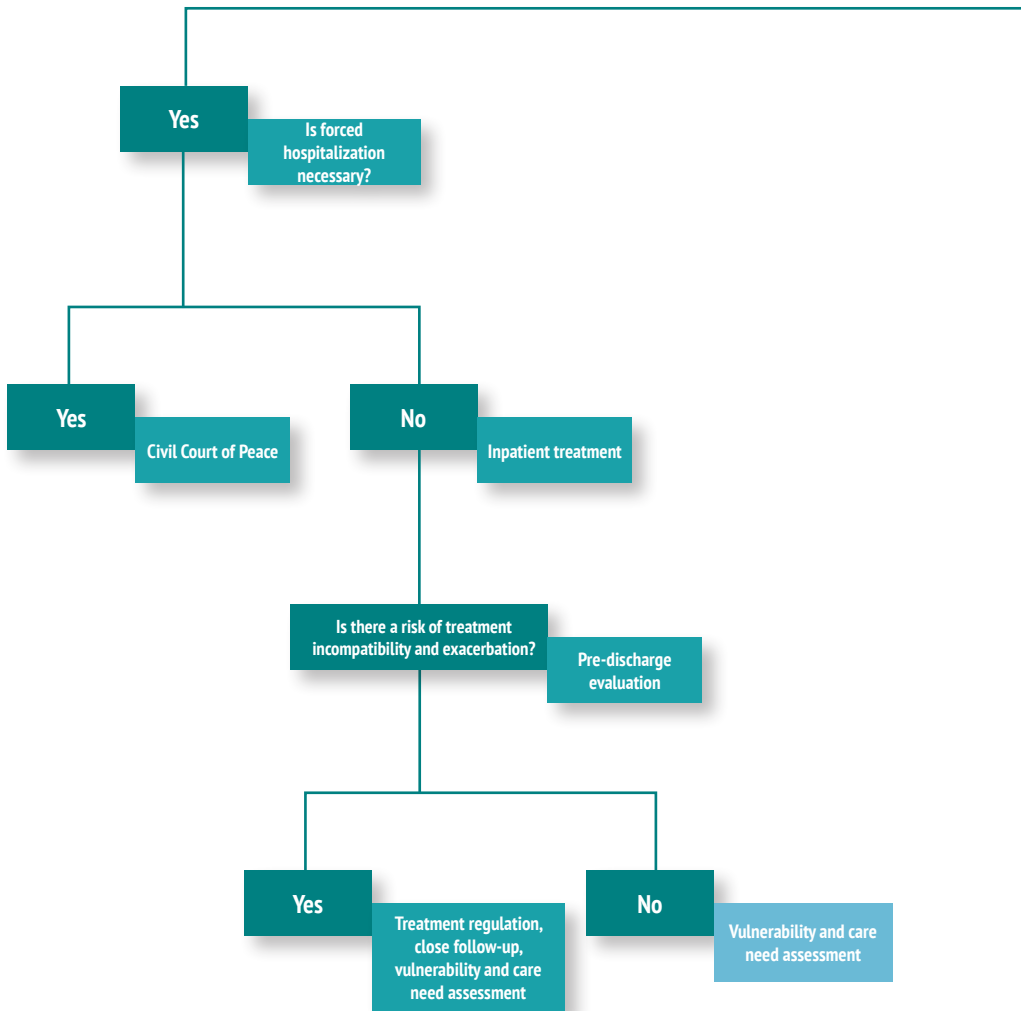 Yes
Is forced
hospitalization
necessary?
Yes
Civil Court of Peace
No
Inpatient treatment
Is there a risk of treatment
incompatibility and exacerbation?
Pre-discharge
evaluation
Yes
Treatment regulation,
close follow-up,
vulnerability and care
need assessment
No
Vulnerability and care
need assessment